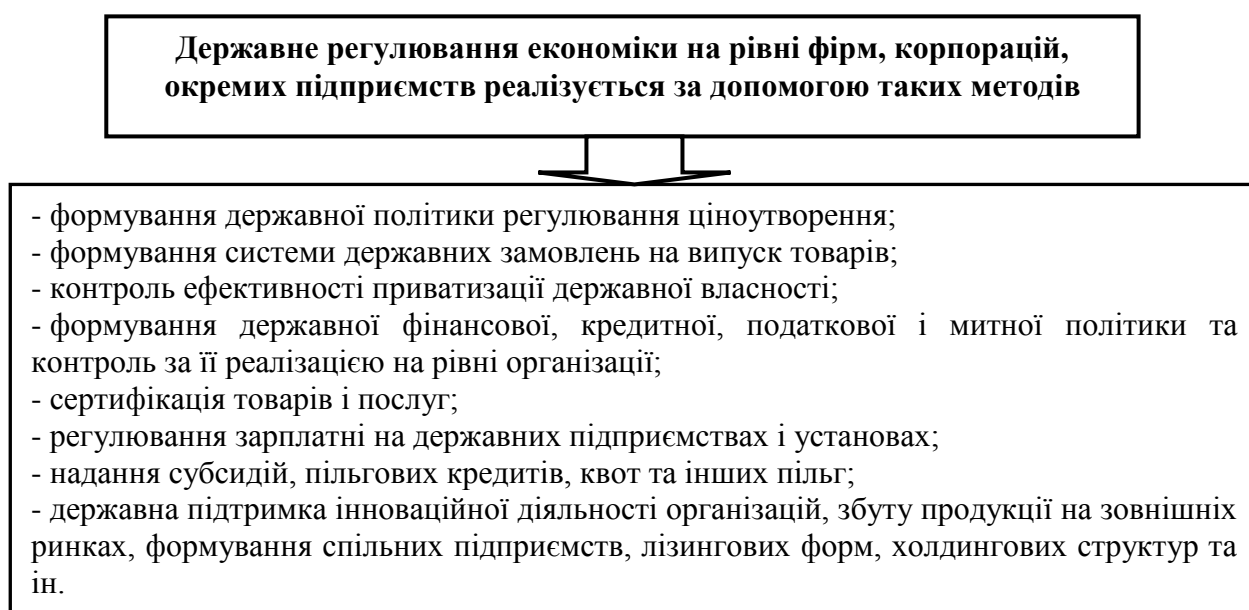 Державне регулювання економіки на рівні фірм, корпорацій,
окремих підприємств реалізується за допомогою таких методів
- формування державної політики регулювання ціноутворення;
- формування системи державних замовлень на випуск товарів;
- контроль ефективності приватизації державної власності;
- формування державної фінансової, кредитної, податкової і митної політики та
контроль за її реалізацією на рівні організації;
- сертифікація товарів і послуг;
- регулювання зарплатні на державних підприємствах і установах;
- надання субсидій, пільгових кредитів, квот та інших пільг;
- державна підтримка інноваційної діяльності організацій, збуту продукції на зовнішніх
ринках, формування спільних підприємств, лізингових форм, холдингових структур та
ін.